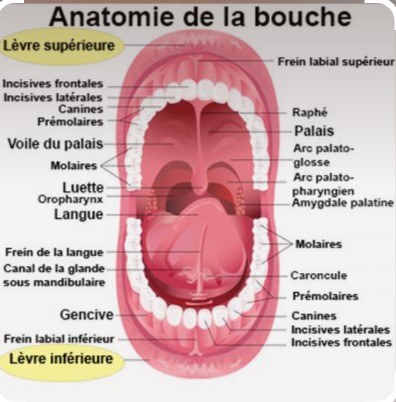 Anatomie de la bouche
Lèvre supérieure
Frein labial supérieur
Incisives frontales
Incisives latérales
Canines
Prémolaires
Voile du palais
Molaires
Luette
Oropharynx
Langue
Frein de la langue
Canal de la glande
sous mandibulaire
Gencive
Frein labial inférieur
Lèvre inférieure
Raphé
Palais
Arc palato-
glosse
Arc palato-
pharyngien
Amygdale palatine
Molaires
Caroncule
Prémolaires
Canines
Incisives latérales
Incisives frontales